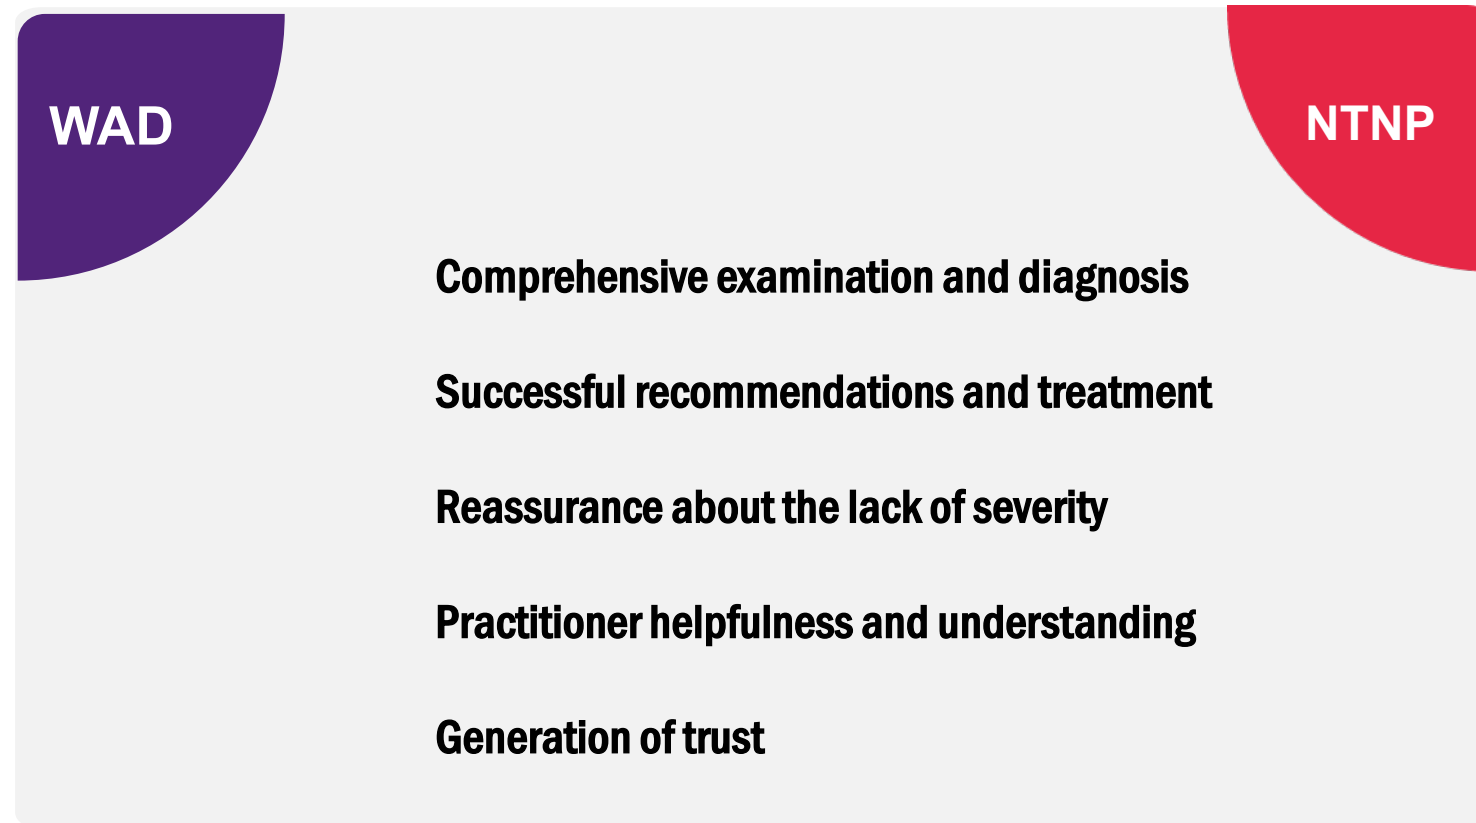 WAD
NTNP
Comprehensive examination and diagnosis
Successful recommendations and treatment
Reassurance about the lack of severity
Practitioner helpfulness and understanding
Generation of trust